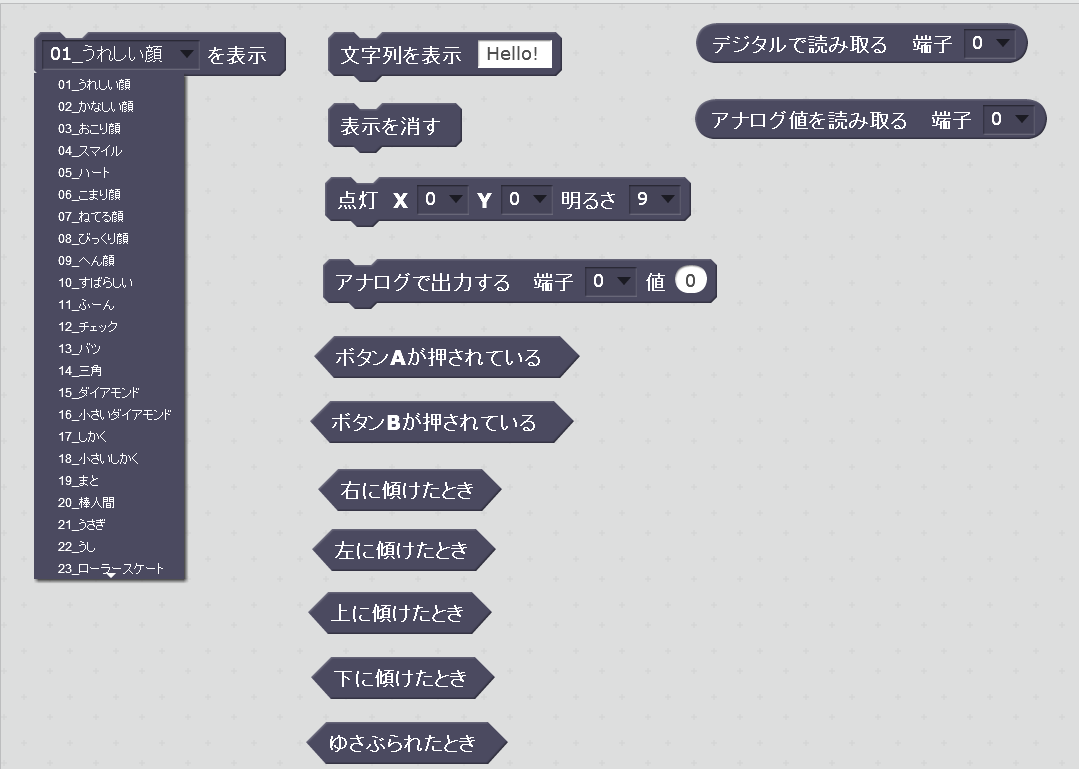 01_うれしい顔 を表示
01_うれしい顔
02_かなしい顔
03_おこり顔
04_スマイル
05_ハート
06_こまり顔
07_ねてる顔
08_びっくり顔
09_へん顔
10_すばらしい
11_ふーん
12_チェック
13_バツ
14_三角
15_ダイアモンド
16_小さいダイアモンド
17_しかく
18_小さいしかく
19_まと
20_棒人間
21_うさぎ
22_うし
23_ローラースケート
文字列を表示 Hello!
表示を消す
点灯 X 0 Y 0 明るさ 9
アナログで出力する 端子 0 値 0
ボタンAが押されている
ボタンBが押されている
右に傾けたとき
左に傾けたとき
上に傾けたとき
下に傾けたとき
ゆさぶられたとき
デジタルで読み取る 端子 0
アナログ値を読み取る 端子 0